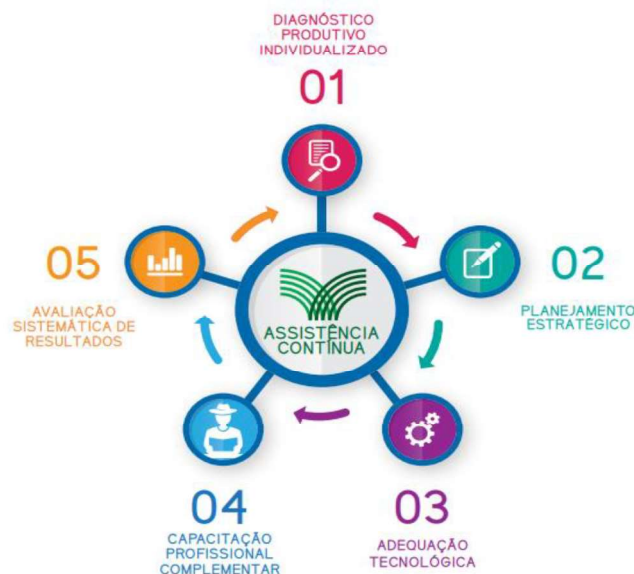 DIAGNÓSTICO
PRODUTIVO
INDIVIDUALIZADO
01
02
PLANEJAMENTO
ESTRATÉGICO
03
ADEQUAÇÃO
TECNOLÓGICA
04
CAPACITAÇÃO
PROFISSIONAL
COMPLEMENTAR
05
AVALIAÇÃO
SISTEMÁTICA DE
RESULTADOS
ASSISTÊNCIA
CONTÍNUA